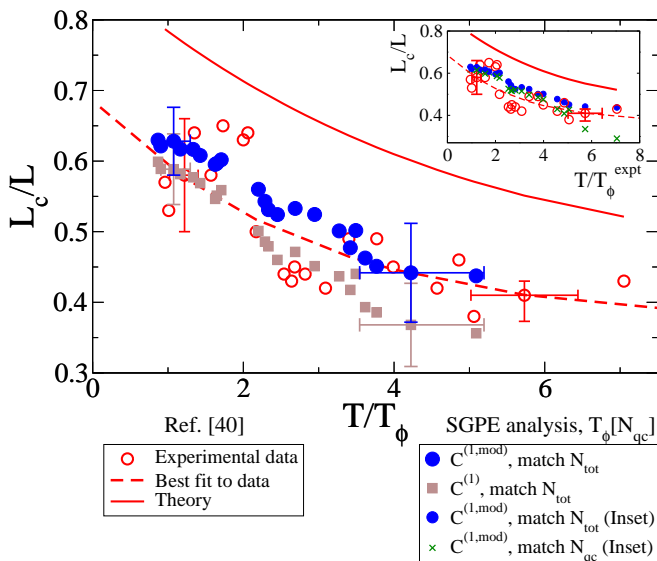 0.8
0.7
0.6
0.5
0.4
0.3
L_c/L
0 2 4 6
T/T_ϕ
0.8
0.6
0.4
L_c/L
0 2 4 6 8
T/T_ϕ^expt
Ref. [40]
Experimental data
Best fit to data
Theory
SGPE analysis, T_ϕ[N_qc]
C^(1,mod), match N_tot
C^(1), match N_tot
C^(1,mod), match N_tot (Inset)
C^(1,mod), match N_qc (Inset)